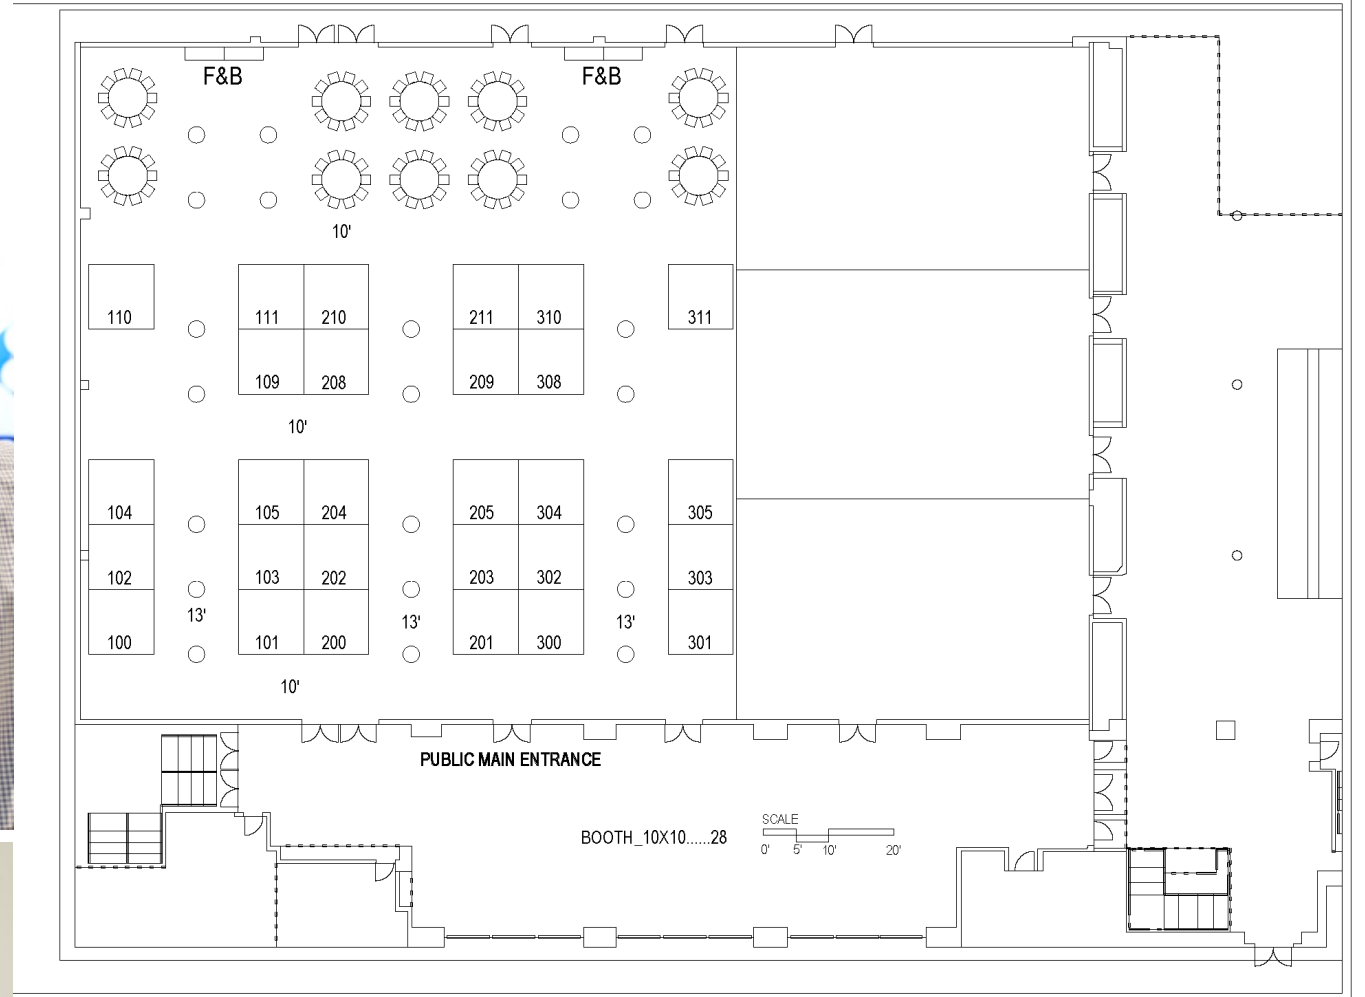 F&B F&B
10'
110 111 210 211 310 311
109 208 209 308
10'
104 105 204 205 304 305
102 103 202 203 302 303
13' 13' 13'
100 101 200 201 300 301
10'
PUBLIC MAIN ENTRANCE
SCALE
BOOTH_10X10.....28
0' 5' 10' 20'